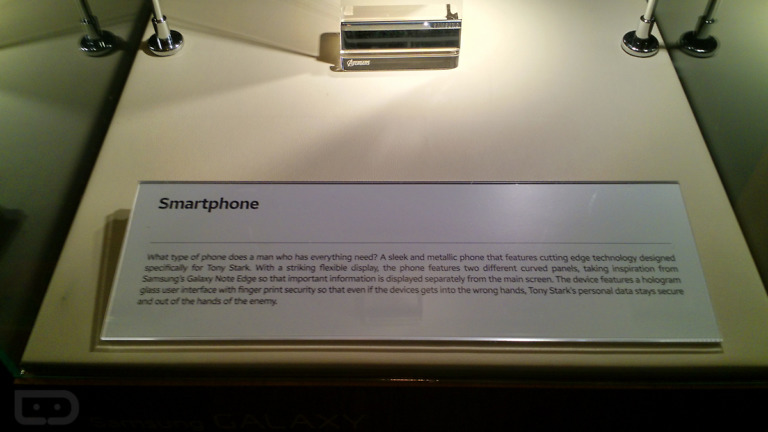 AVENGERS
Smartphone
What type of phone does a man who has everything need? A sleek and metallic phone that features cutting edge technology designed
specifically for Tony Stark. With a striking flexible display, the phone features two different curved panels, taking inspiration from
Samsung's Galaxy Note Edge so that important information is displayed separately from the main screen. The device features a hologram
glass user interface with finger print security so that even if the devices gets into the wrong hands, Tony Stark's personal data stays secure
and out of the hands of the enemy.
Samsung GALAXY